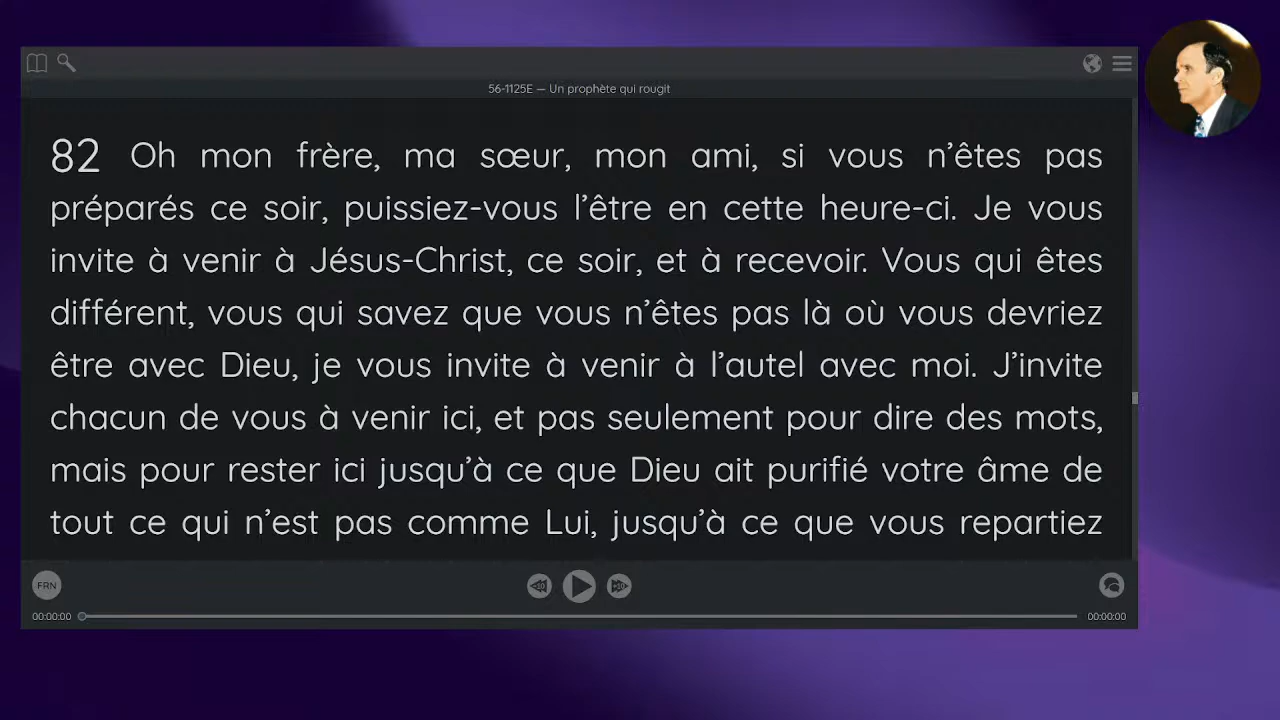 56-1125E — Un prophète qui rougit
82 Oh mon frère, ma sœur, mon ami, si vous n’êtes pas
préparés ce soir, puissiez-vous l’être en cette heure-ci. Je vous
invite à venir à Jésus-Christ, ce soir, et à recevoir. Vous qui êtes
différent, vous qui savez que vous n’êtes pas là où vous devriez
être avec Dieu, je vous invite à venir à l’autel avec moi. J’invite
chacun de vous à venir ici, et pas seulement pour dire des mots,
mais pour rester ici jusqu’à ce que Dieu ait purifié votre âme de
tout ce qui n’est pas comme Lui, jusqu’à ce que vous repartiez
FRN
00:00:00 00:00:00